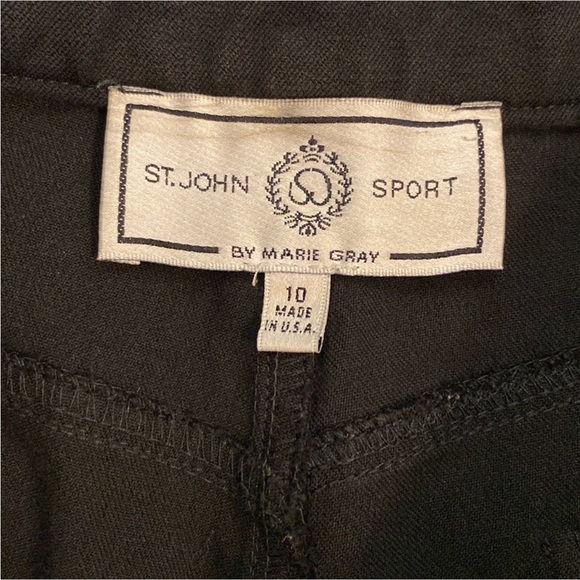 ST. JOHN SPORT
BY MARIE GRAY
10
MADE
IN U.S.A.